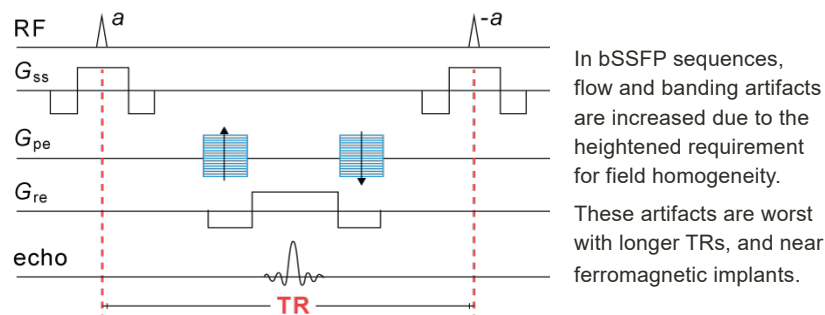 RF
a
-a
Gss
Gpe
Gre
echo
TR
In bSSFP sequences,
flow and banding artifacts
are increased due to the
heightened requirement
for field homogeneity.
These artifacts are worst
with longer TRs, and near
ferromagnetic implants.